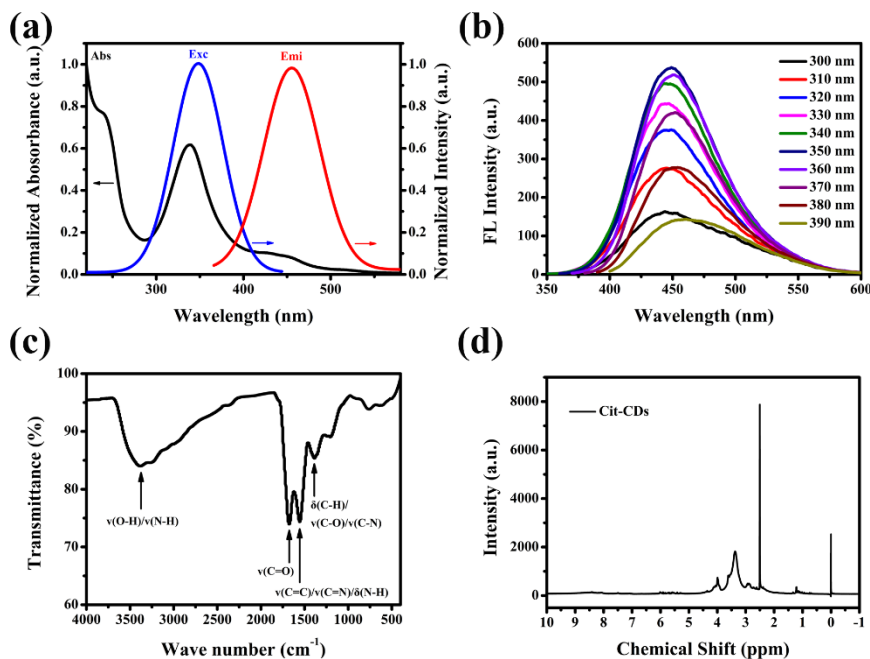 (a)
Abs
Exc
Emi
Normalized Abosorbance (a.u.)
1.0
0.8
0.6
0.4
0.2
0.0
1.0
0.8
0.6
0.4
0.2
0.0
Normalized Intensity (a.u.)
300
400
500
Wavelength (nm)
(b)
FL Intensity (a.u.)
600
500
400
300
200
100
0
300 nm
310 nm
320 nm
330 nm
340 nm
350 nm
360 nm
370 nm
380 nm
390 nm
350
400
450
500
550
600
Wavelength (nm)
(c)
Transmittance (%)
100
90
80
70
60
ν(O-H)/ν(N-H)
δ(C-H)/
ν(C-O)/ν(C-N)
ν(C=O)
ν(C=C)/ν(C=N)/δ(N-H)
4000
3500
3000
2500
2000
1500
1000
500
Wave number (cm⁻¹)
(d)
Intensity (a.u.)
8000
6000
4000
2000
0
Cit-CDs
10
9
8
7
6
5
4
3
2
1
0
-1
Chemical Shift (ppm)